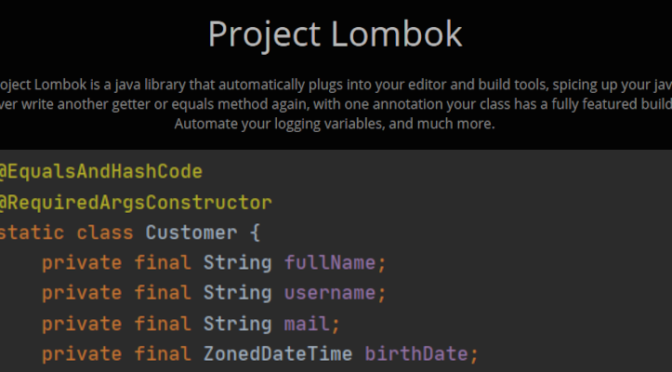 Project Lombok
oject Lombok is a java library that automatically plugs into your editor and build tools, spicing up your jav
ver write another getter or equals method again, with one annotation your class has a fully featured build
Automate your logging variables, and much more.
@EqualsAndHashCode
@RequiredArgsConstructor
static class Customer {
private final String fullName;
private final String username;
private final String mail;
private final ZonedDateTime birthDate;